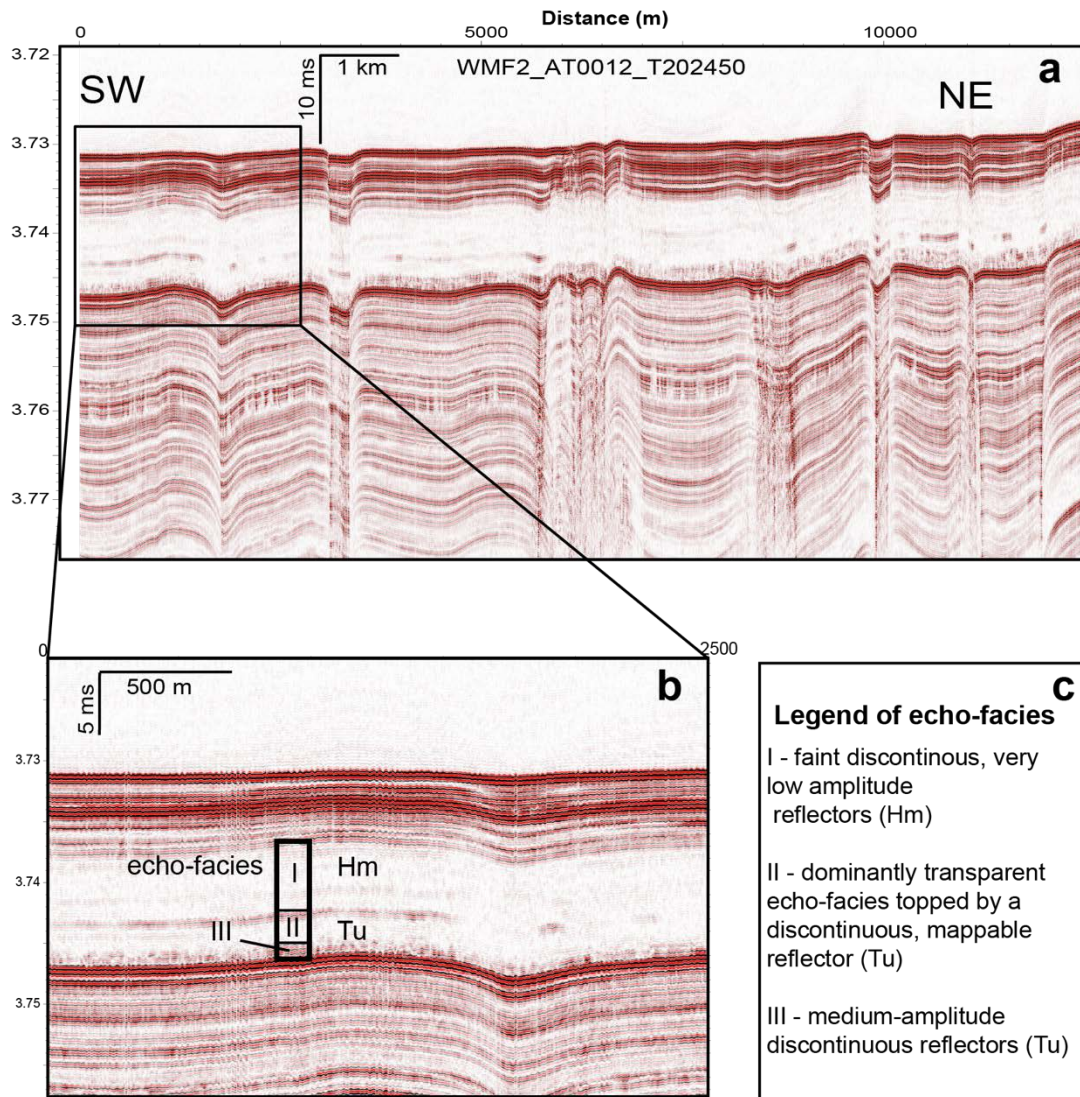 Distance (m)
0 5000 10000
3.72
3.73
3.74
3.75
3.76
3.77
10 ms
1 km
WMF2_AT0012_T202450
a
SW
NE
0
2500
5 ms
500 m
b
3.73
3.74
3.75
echo-facies
I
Hm
III
II
Tu
c
Legend of echo-facies
I - faint discontinous, very
low amplitude
reflectors (Hm)
II - dominantly transparent
echo-facies topped by a
discontinuous, mappable
reflector (Tu)
III - medium-amplitude
discontinuous reflectors (Tu)